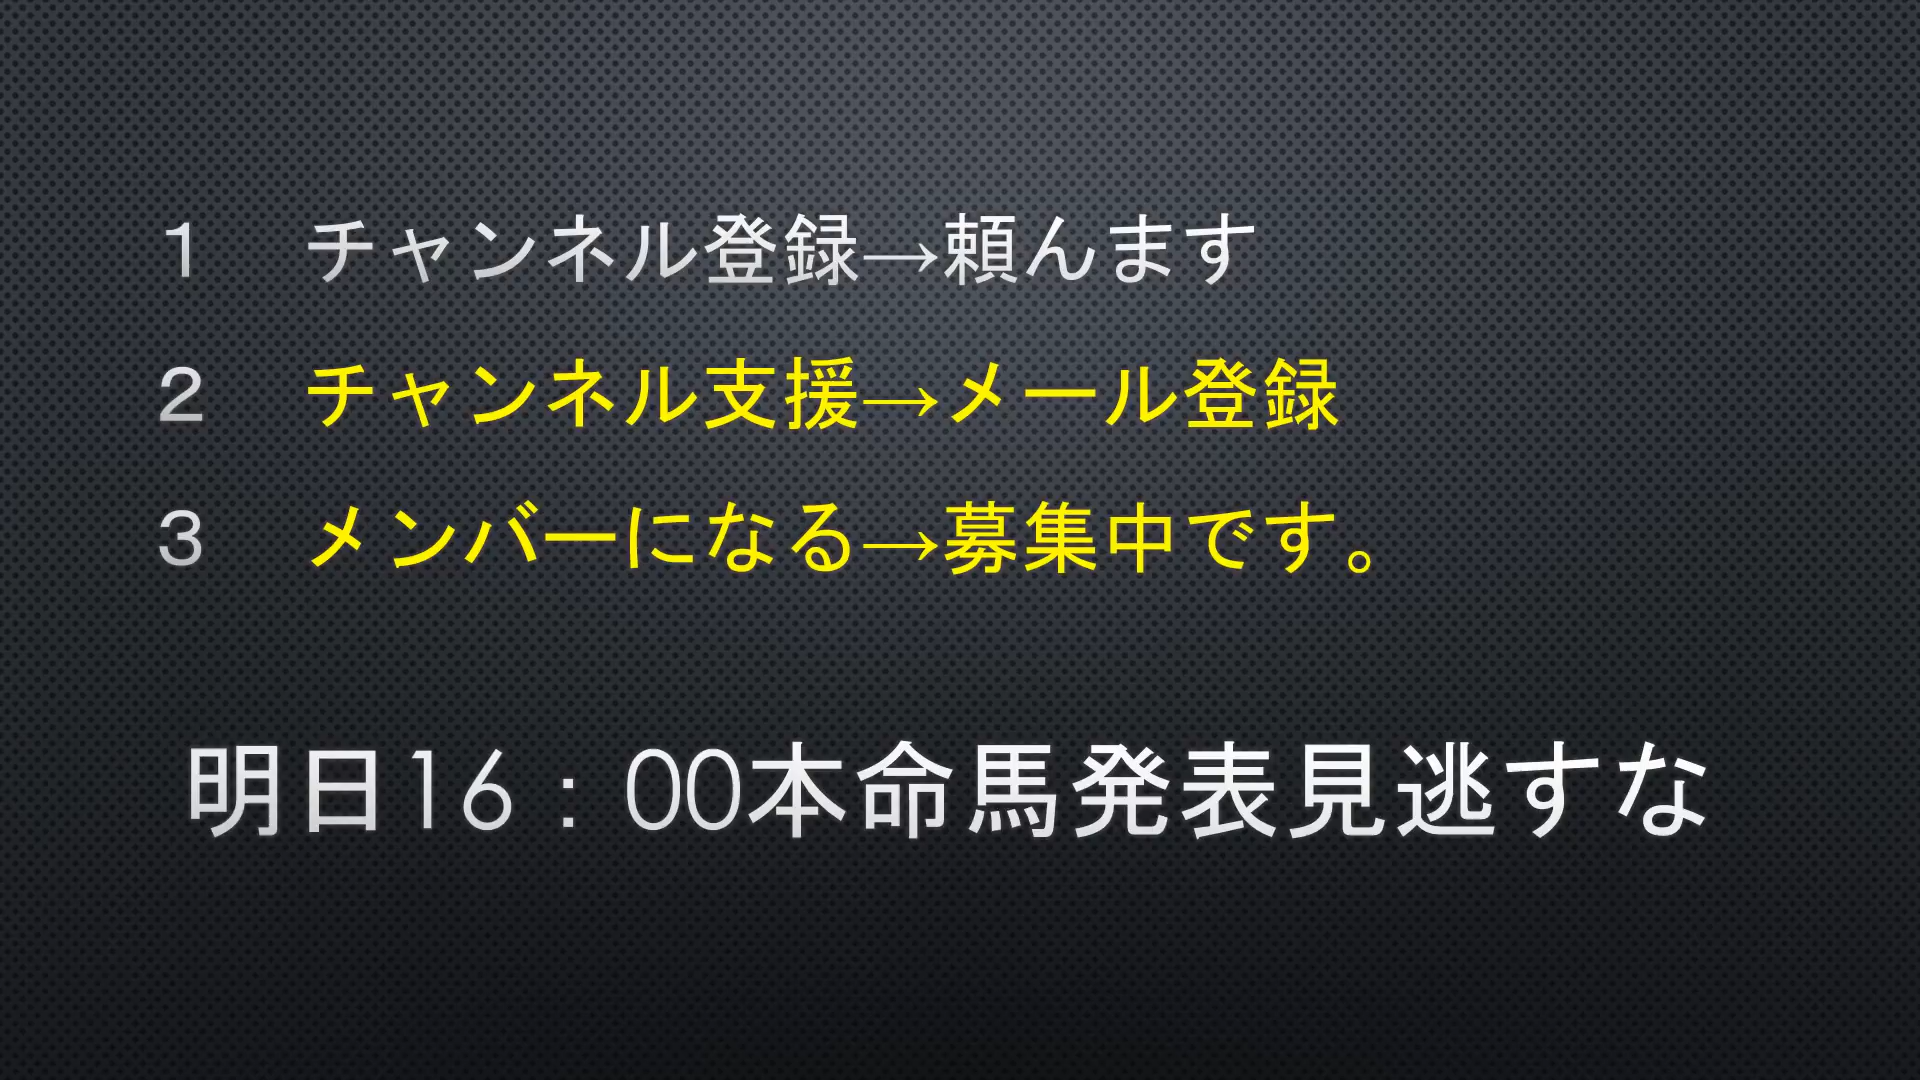 １　チャンネル登録→頼んます
２　チャンネル支援→メール登録
３　メンバーになる→募集中です。
明日16：00本命馬発表見逃すな